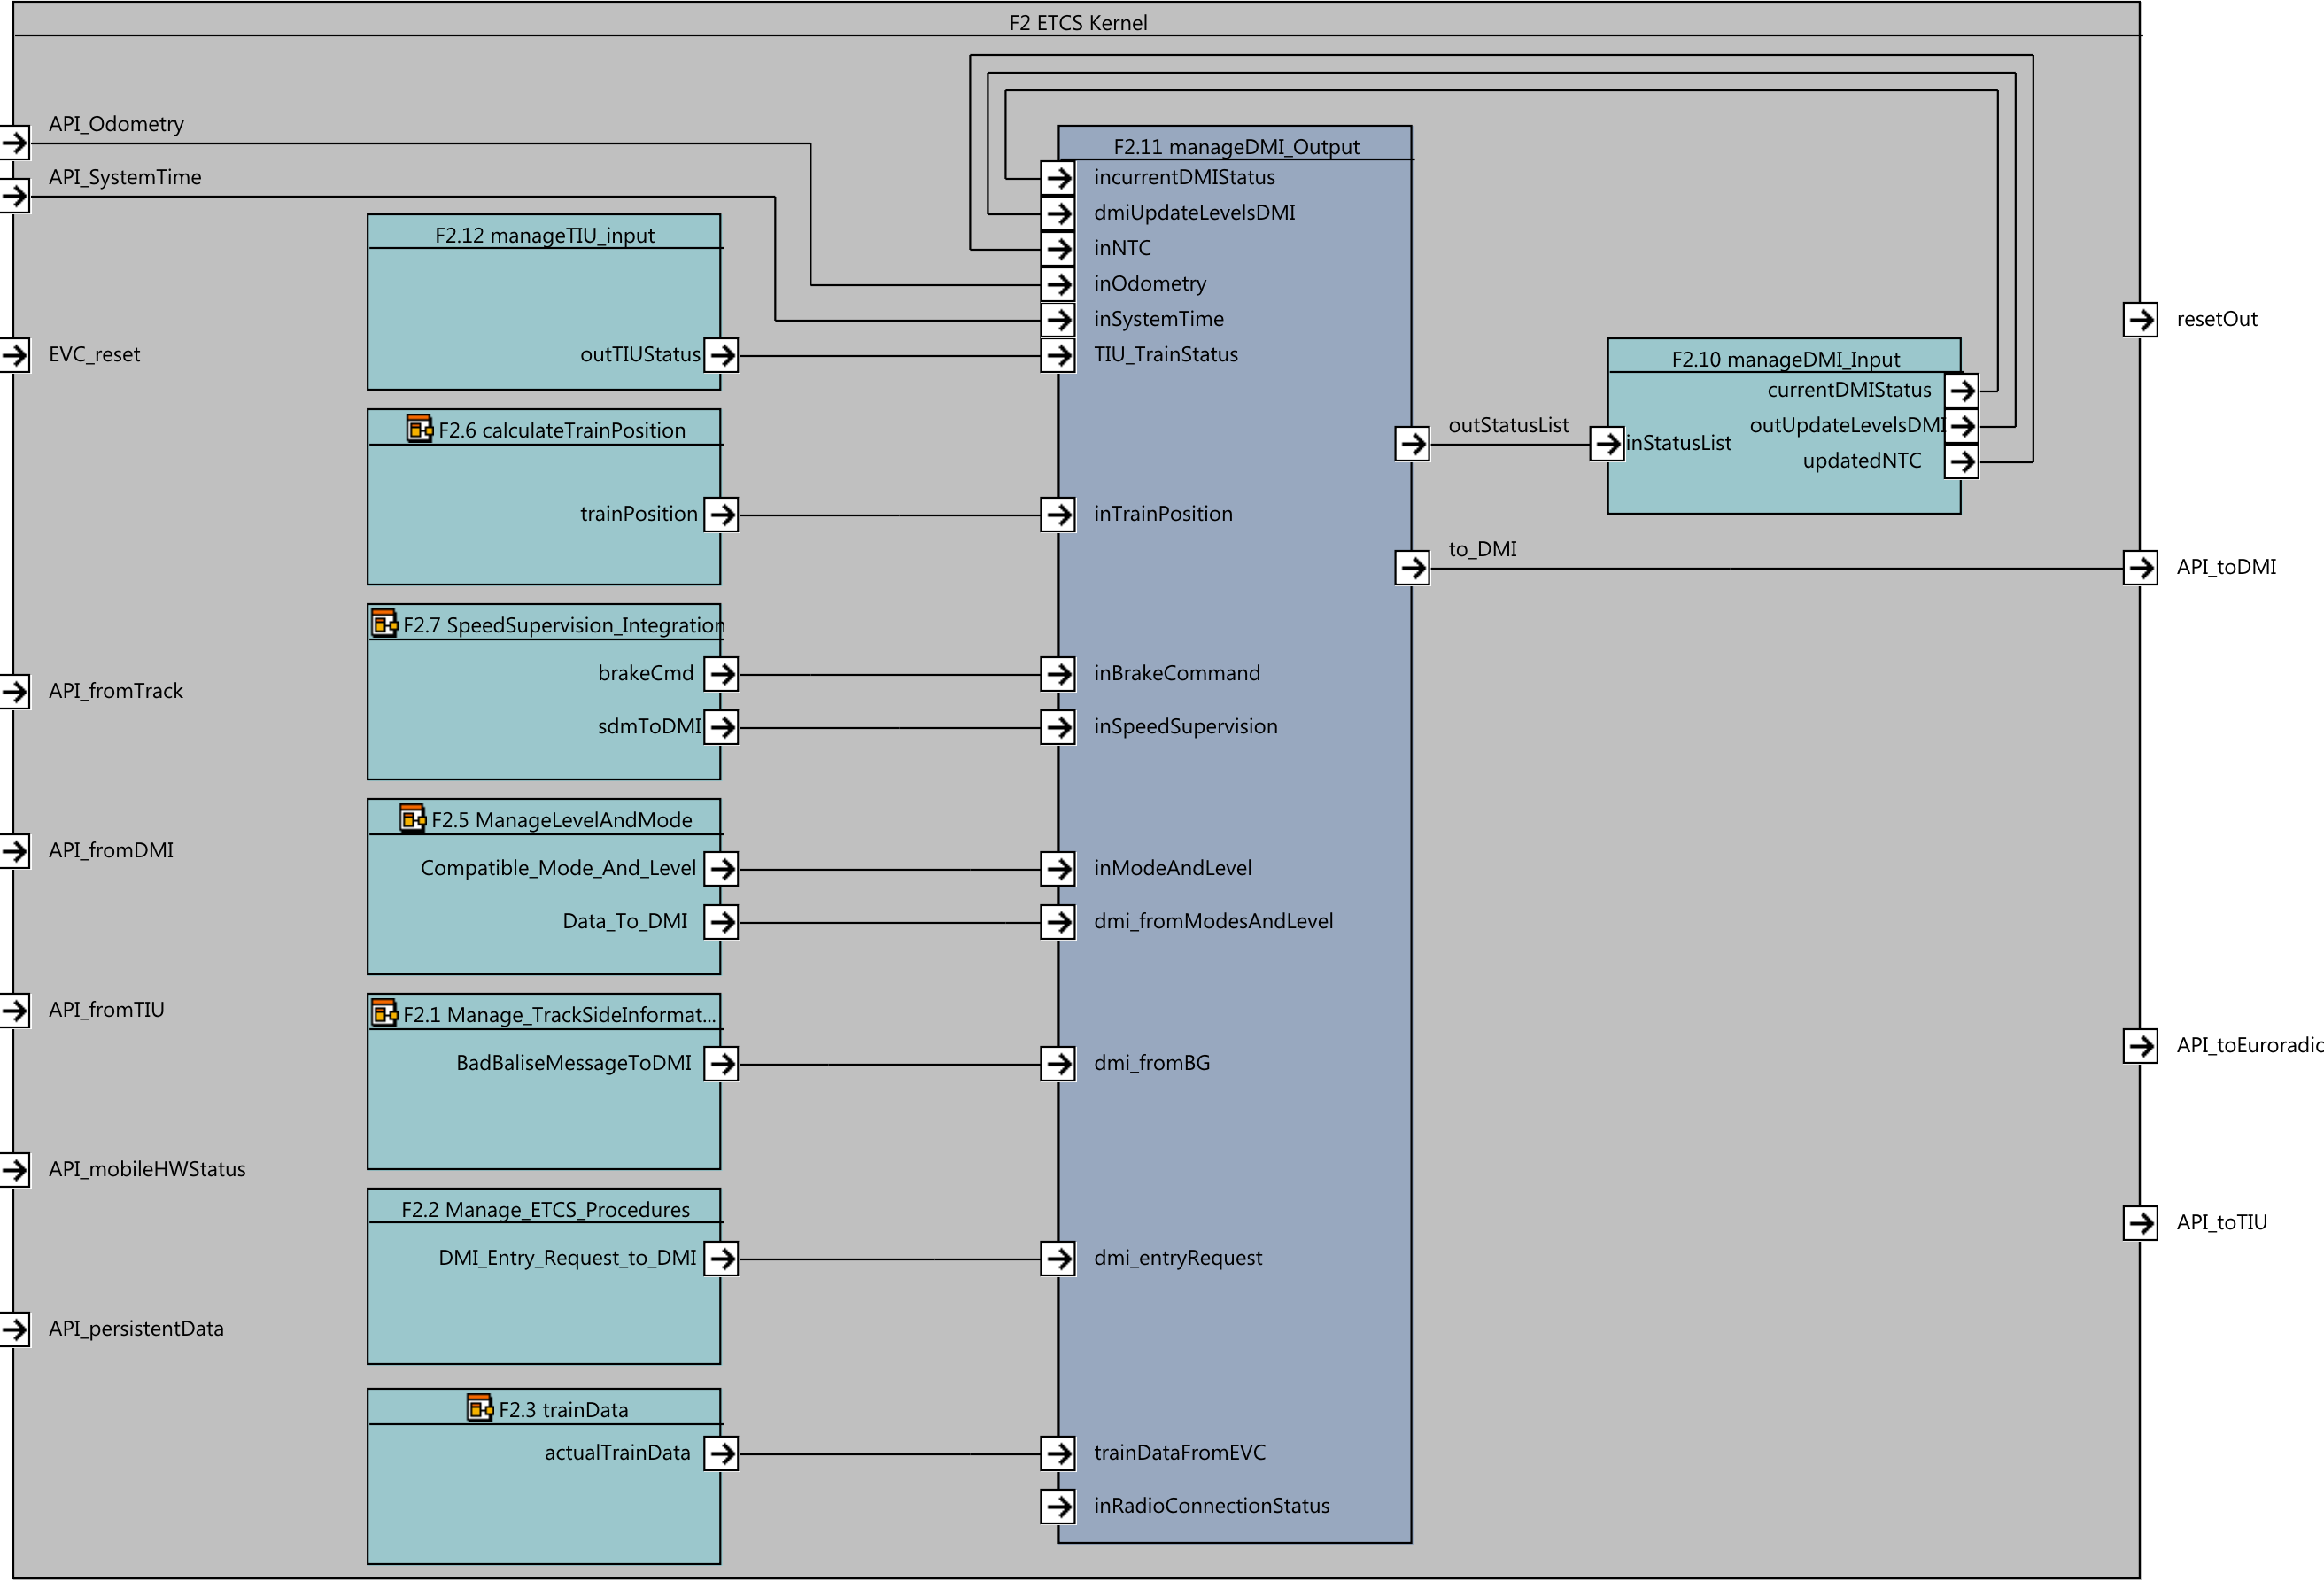 F2 ETCS Kernel
API_Odometry
API_SystemTime
EVC_reset
API_fromTrack
API_fromDMI
API_fromTIU
API_mobileHWStatus
API_persistentData
F2.12 manageTIU_input
outTIUStatus
F2.6 calculateTrainPosition
trainPosition
F2.7 SpeedSupervision_Integration
brakeCmd
sdmToDMI
F2.5 ManageLevelAndMode
Compatible_Mode_And_Level
Data_To_DMI
F2.1 Manage_TrackSideInformat...
BadBaliseMessageToDMI
F2.2 Manage_ETCS_Procedures
DMI_Entry_Request_to_DMI
F2.3 trainData
actualTrainData
F2.11 manageDMI_Output
incurrentDMIStatus
dmiUpdateLevelsDMI
inNTC
inOdometry
inSystemTime
TIU_TrainStatus
inTrainPosition
inBrakeCommand
inSpeedSupervision
inModeAndLevel
dmi_fromModesAndLevel
dmi_fromBG
dmi_entryRequest
trainDataFromEVC
inRadioConnectionStatus
outStatusList
to_DMI
F2.10 manageDMI_Input
currentDMIStatus
outUpdateLevelsDMI
inStatusList
updatedNTC
resetOut
API_toDMI
API_toEuroradio
API_toTIU